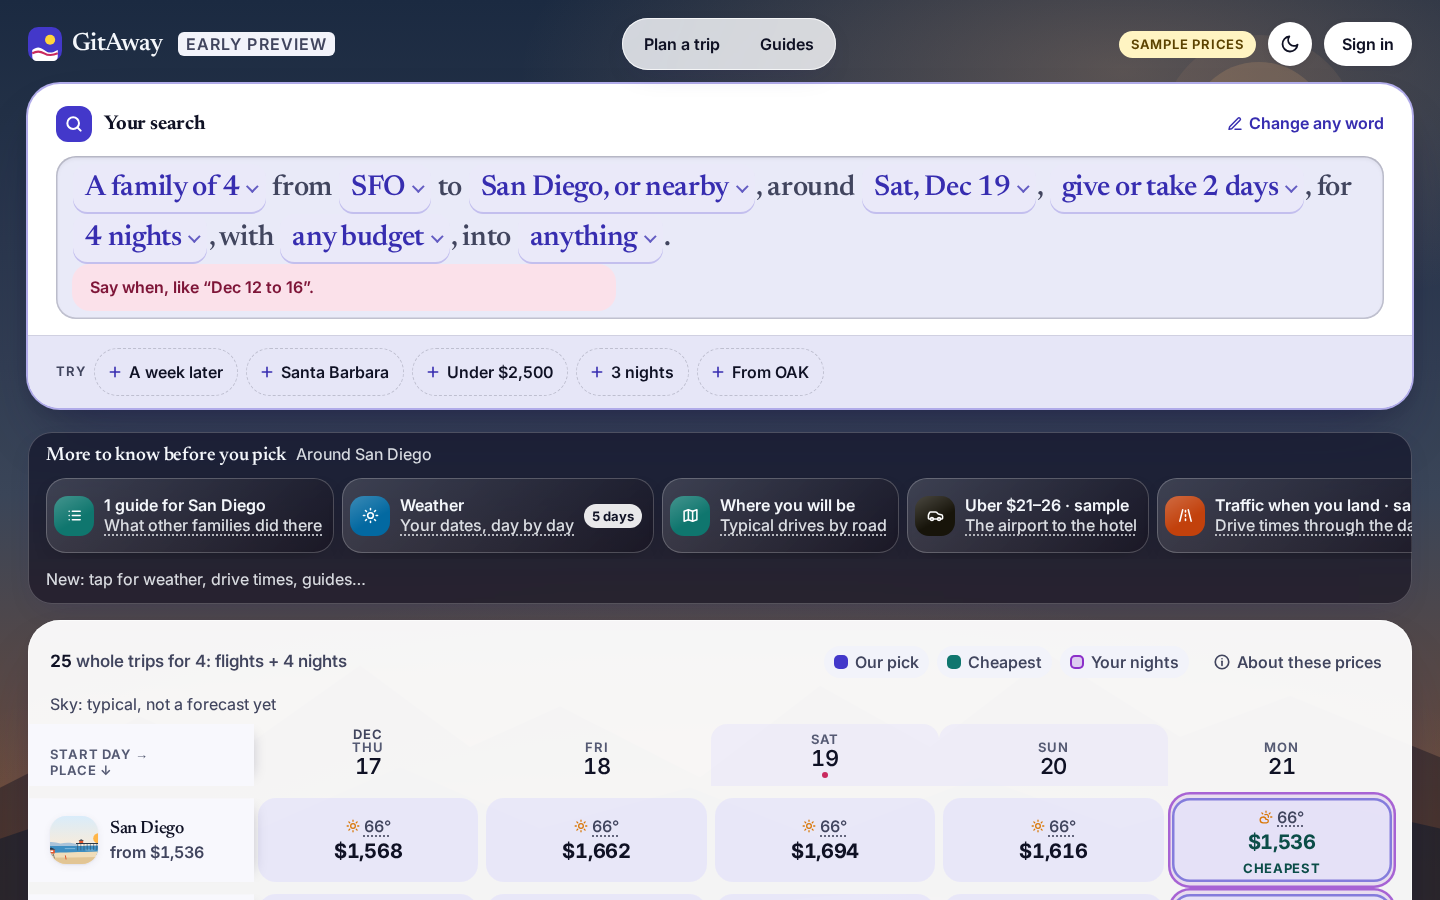 GitAway EARLY PREVIEW Plan a trip Guides SAMPLE PRICES Sign in
Your search Change any word
A family of 4 from SFO to San Diego, or nearby , around Sat, Dec 19 , give or take 2 days , for
4 nights , with any budget , into anything .
Say when, like “Dec 12 to 16”.
TRY A week later Santa Barbara Under $2,500 3 nights From OAK
More to know before you pick Around San Diego
1 guide for San Diego
What other families did there
Weather
Your dates, day by day
5 days
Where you will be
Typical drives by road
Uber $21–26 · sample
The airport to the hotel
Traffic when you land · sa
Drive times through the da
New: tap for weather, drive times, guides...
25 whole trips for 4: flights + 4 nights Our pick Cheapest Your nights About these prices
Sky: typical, not a forecast yet
START DAY →
PLACE ↓
DEC
THU
17
FRI
18
SAT
19
SUN
20
MON
21
San Diego
from $1,536
66°
$1,568
66°
$1,662
66°
$1,694
66°
$1,616
66°
$1,536
CHEAPEST